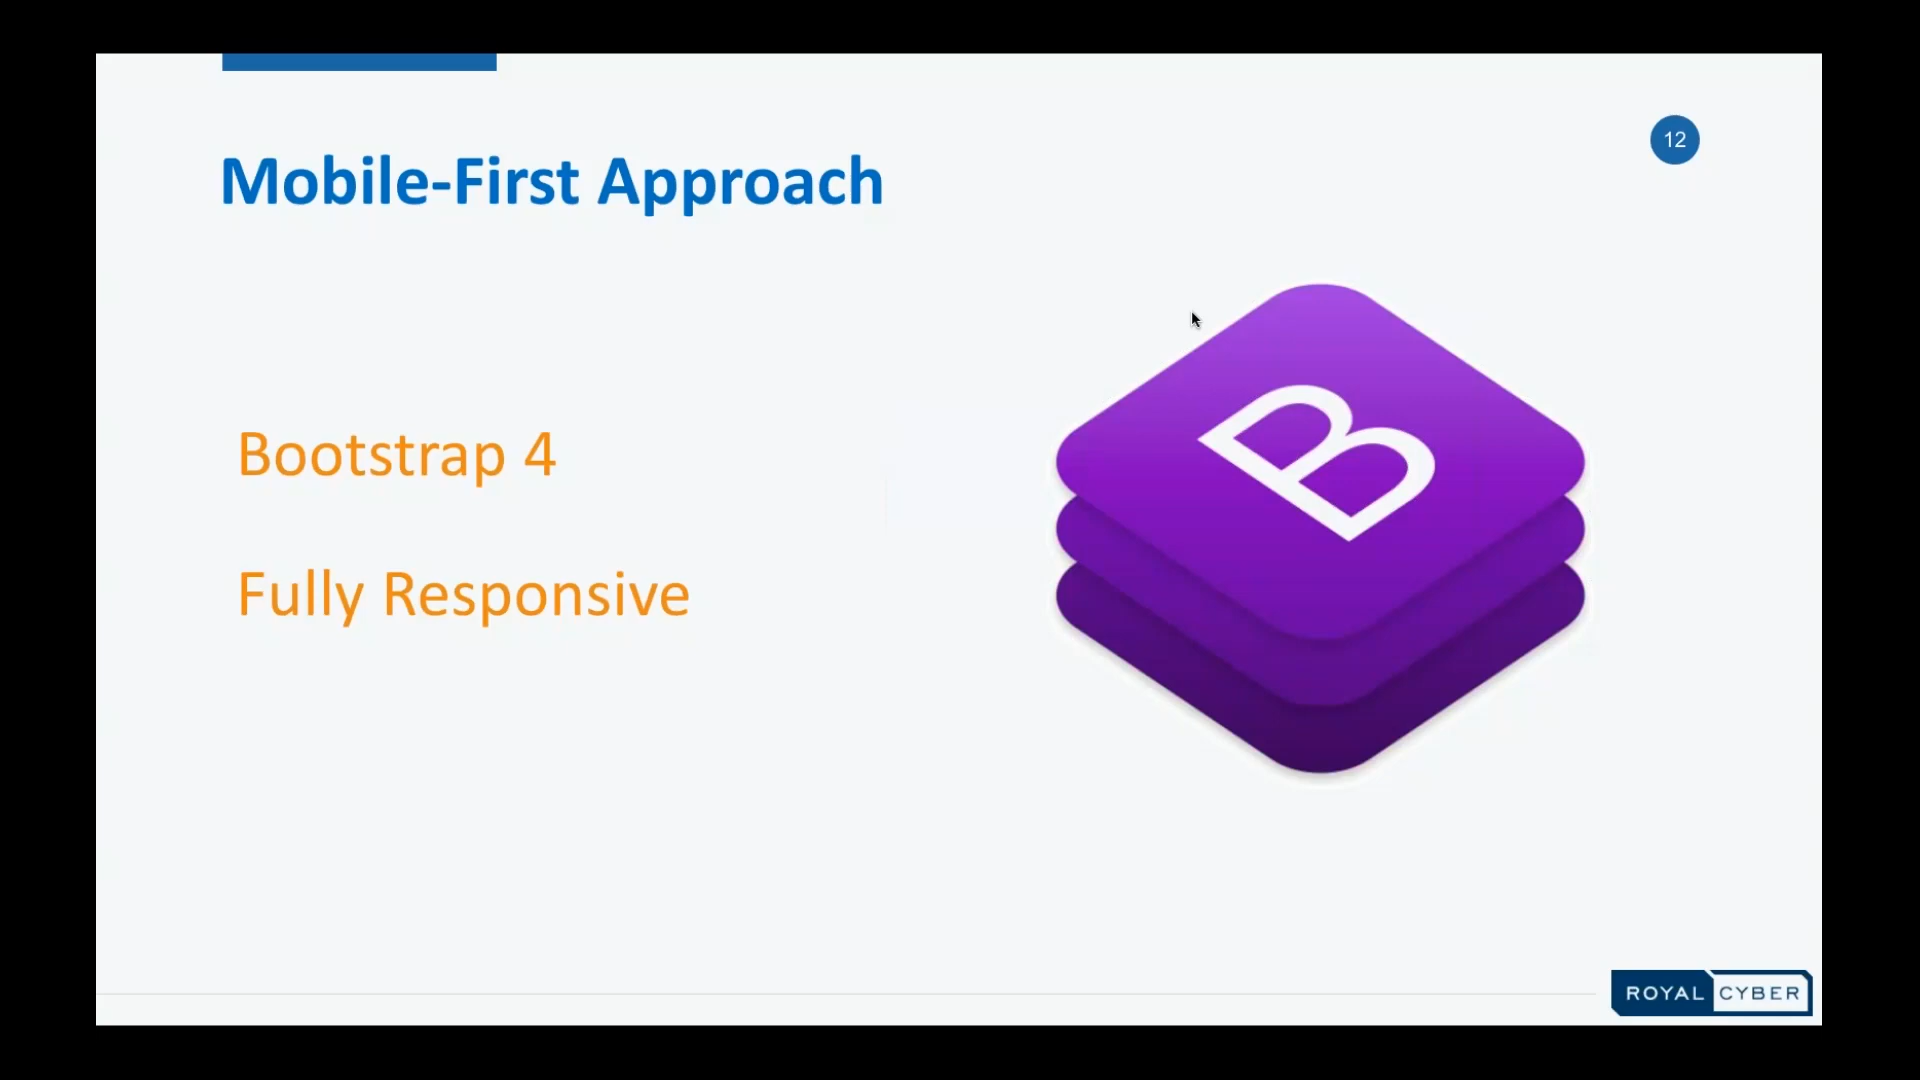 12
Mobile-First Approach
Bootstrap 4
Fully Responsive
B
ROYAL CYBER